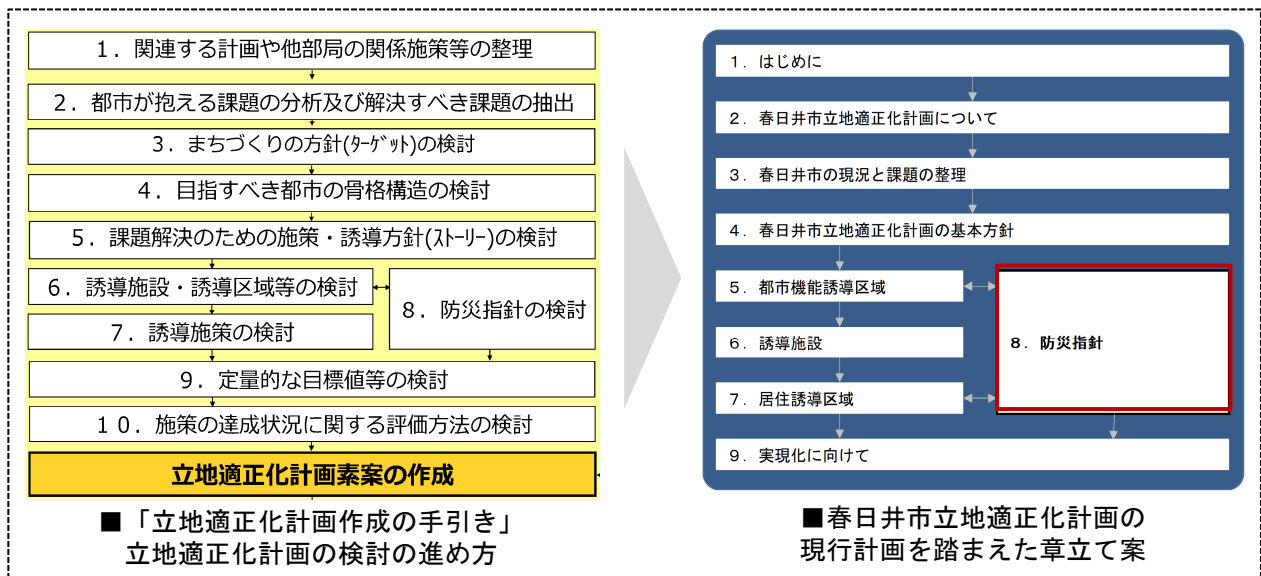 1．関連する計画や他部局の関係施策等の整理
2．都市が抱える課題の分析及び解決すべき課題の抽出
3．まちづくりの方針(ﾀｰｹﾞｯﾄ)の検討
4．目指すべき都市の骨格構造の検討
5．課題解決のための施策・誘導方針(ｽﾄｰﾘｰ)の検討
6．誘導施設・誘導区域等の検討
7．誘導施策の検討
8．防災指針の検討
9．定量的な目標値等の検討
１０．施策の達成状況に関する評価方法の検討
立地適正化計画素案の作成
■「立地適正化計画作成の手引き」
立地適正化計画の検討の進め方
1．はじめに
2．春日井市立地適正化計画について
3．春日井市の現況と課題の整理
4．春日井市立地適正化計画の基本方針
5．都市機能誘導区域
6．誘導施設
7．居住誘導区域
8．防災指針
9．実現化に向けて
■春日井市立地適正化計画の
現行計画を踏まえた章立て案